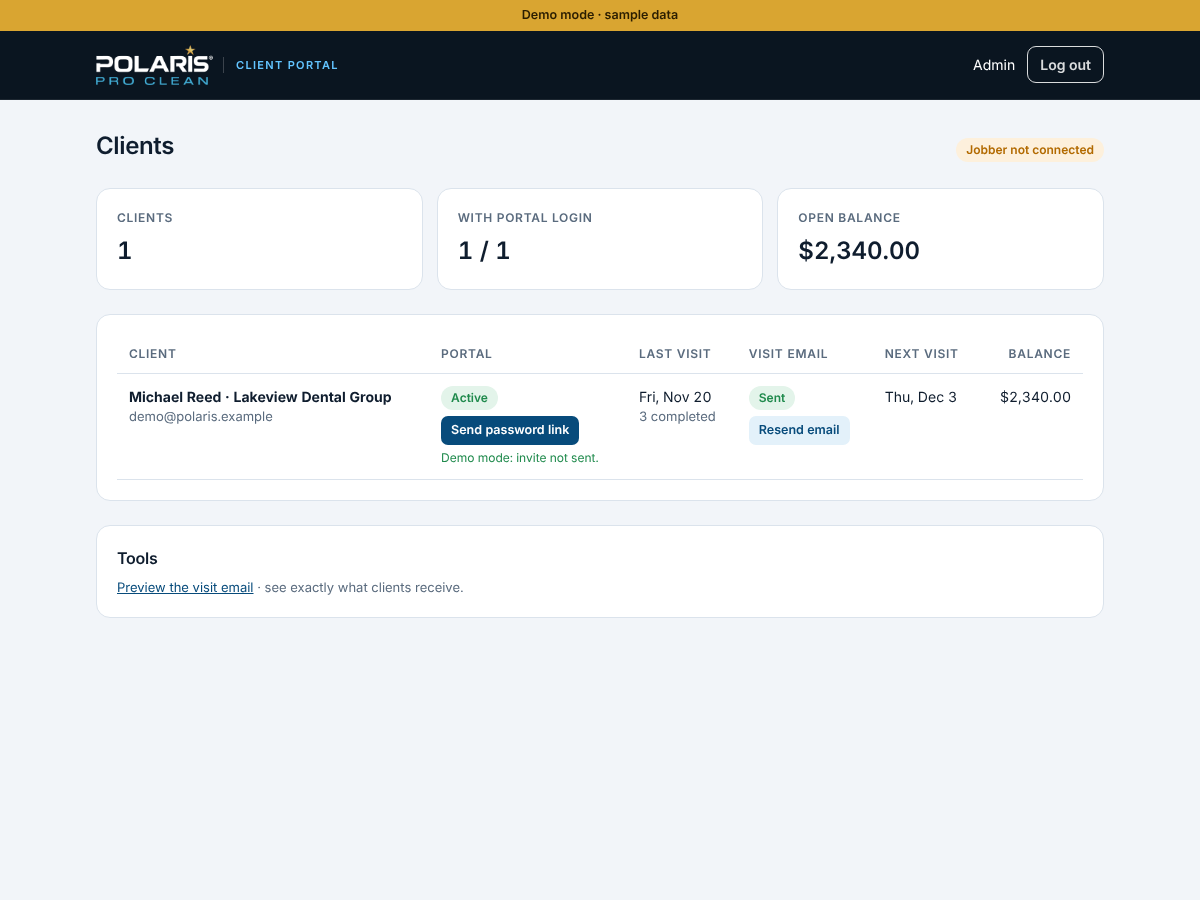 Demo mode · sample data
POLARIS®
PRO CLEAN
CLIENT PORTAL
Admin
Log out
Clients
Jobber not connected
CLIENTS
1
WITH PORTAL LOGIN
1 / 1
OPEN BALANCE
$2,340.00
CLIENT PORTAL LAST VISIT VISIT EMAIL NEXT VISIT BALANCE
Michael Reed · Lakeview Dental Group
demo@polaris.example
Active
Send password link
Demo mode: invite not sent.
Fri, Nov 20
3 completed
Sent
Resend email
Thu, Dec 3
$2,340.00
Tools
Preview the visit email · see exactly what clients receive.